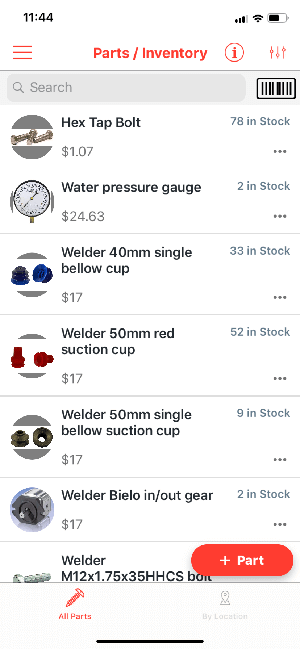 11:44
Parts / Inventory
Search
Hex Tap Bolt
78 in Stock
$1.07
Water pressure gauge
2 in Stock
$24.63
Welder 40mm single
bellow cup
33 in Stock
$17
Welder 50mm red
suction cup
52 in Stock
$17
Welder 50mm single
bellow suction cup
9 in Stock
$17
Welder Bielo in/out gear
2 in Stock
$17
Welder
M12x1.75x35HHCS bolt
+ Part
All Parts
By Location